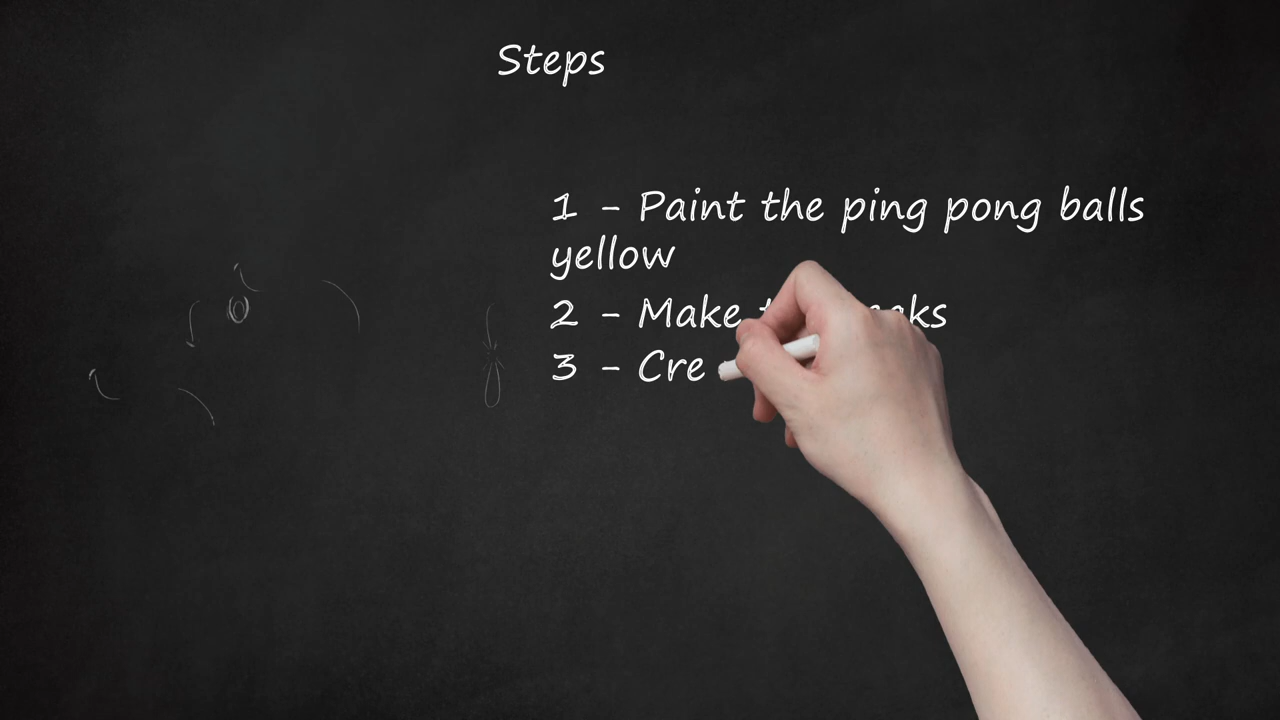 Steps
1 - Paint the ping pong balls
yellow
2 - Make
3 - Cre